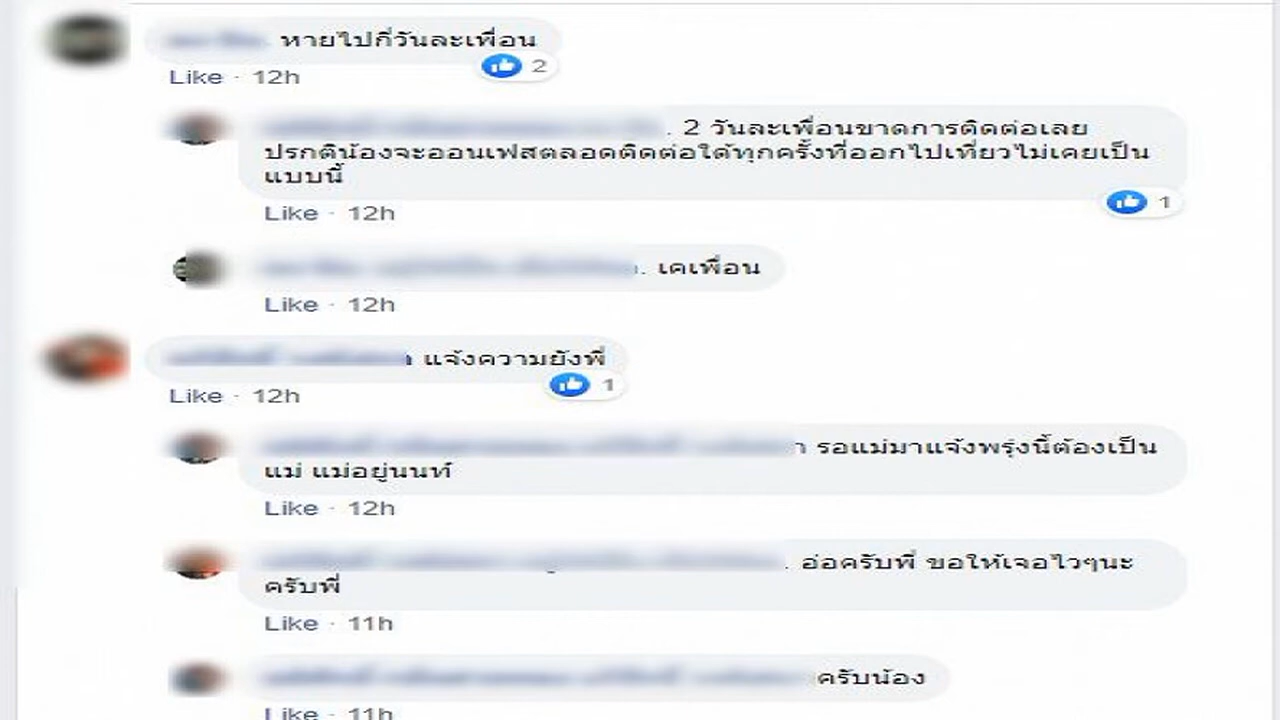 หายไปกี่วันละเพื่อน
Like · 12h
2
. 2 วันละเพื่อนขาดการติดต่อเลย
ปรกติน้องจะออนเฟสตลอดติดต่อได้ทุกครั้งที่ออกไปเที่ยวไม่เคยเป็น
แบบนี้
1
Like · 12h
. เคเพื่อน
Like · 12h
แจ้งความยังพี่
Like · 12h
1
รอแม่มาแจ้งพรุ่งนี้ต้องเป็น
แม่ แม่อยู่นนท์
Like · 12h
. อ่อครับพี่ ขอให้เจอไวๆนะ
ครับพี่
Like · 11h
ครับน้อง
Like · 11h